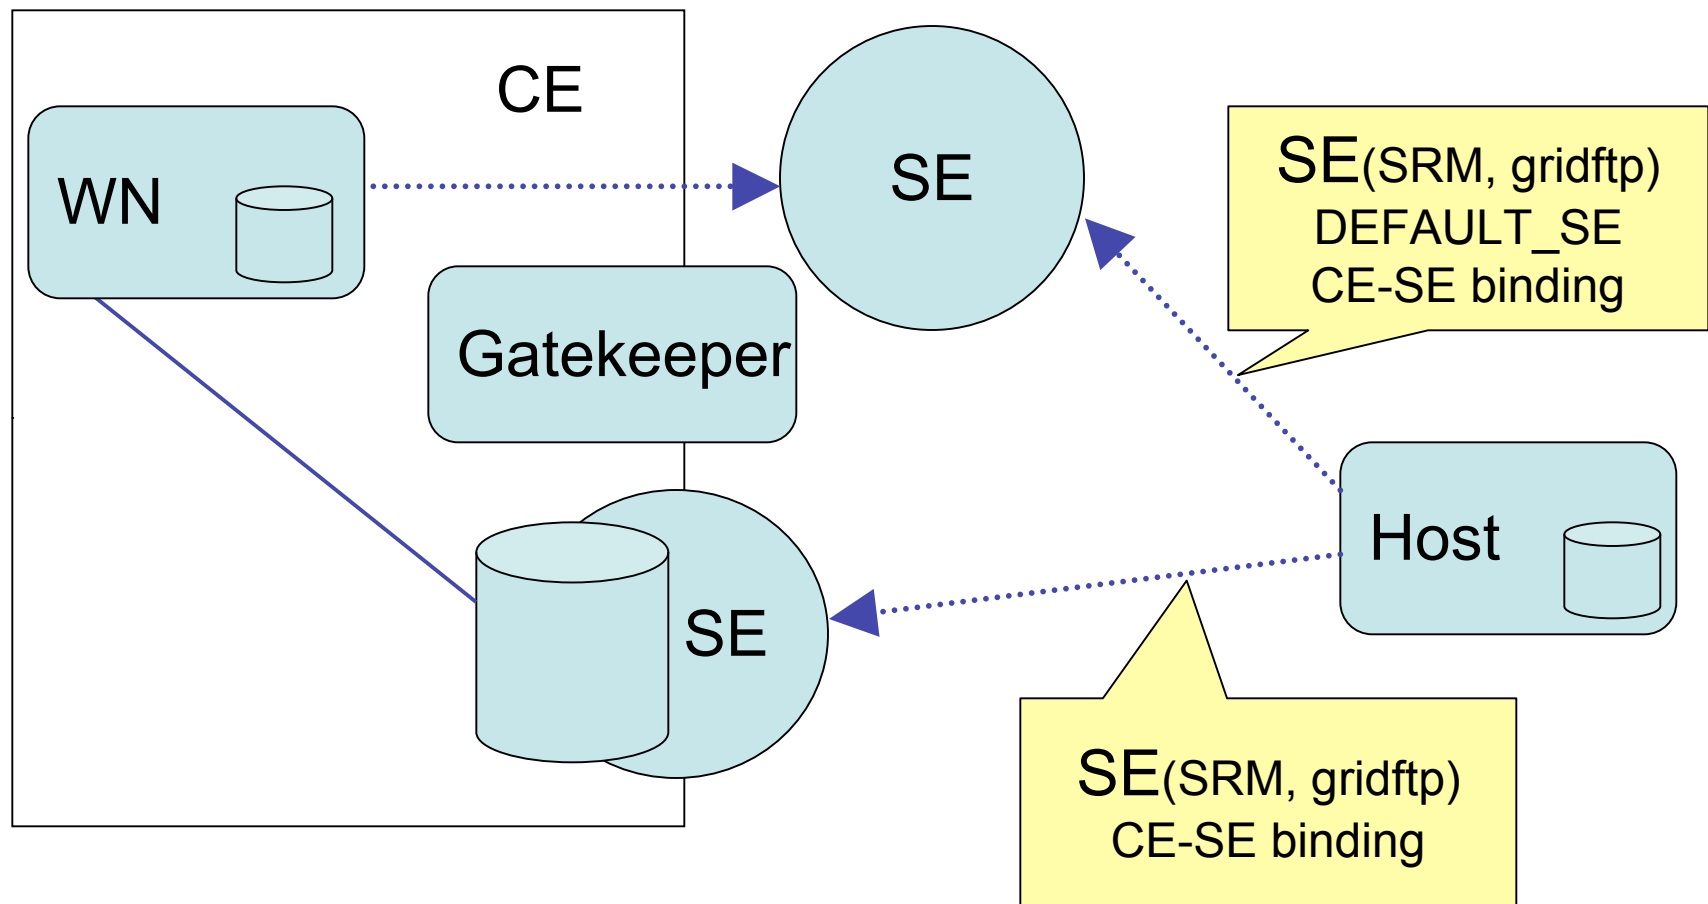 CE
WN
SE
SE(SRM, gridftp)
DEFAULT_SE
CE-SE binding
Gatekeeper
Host
SE
SE(SRM, gridftp)
CE-SE binding